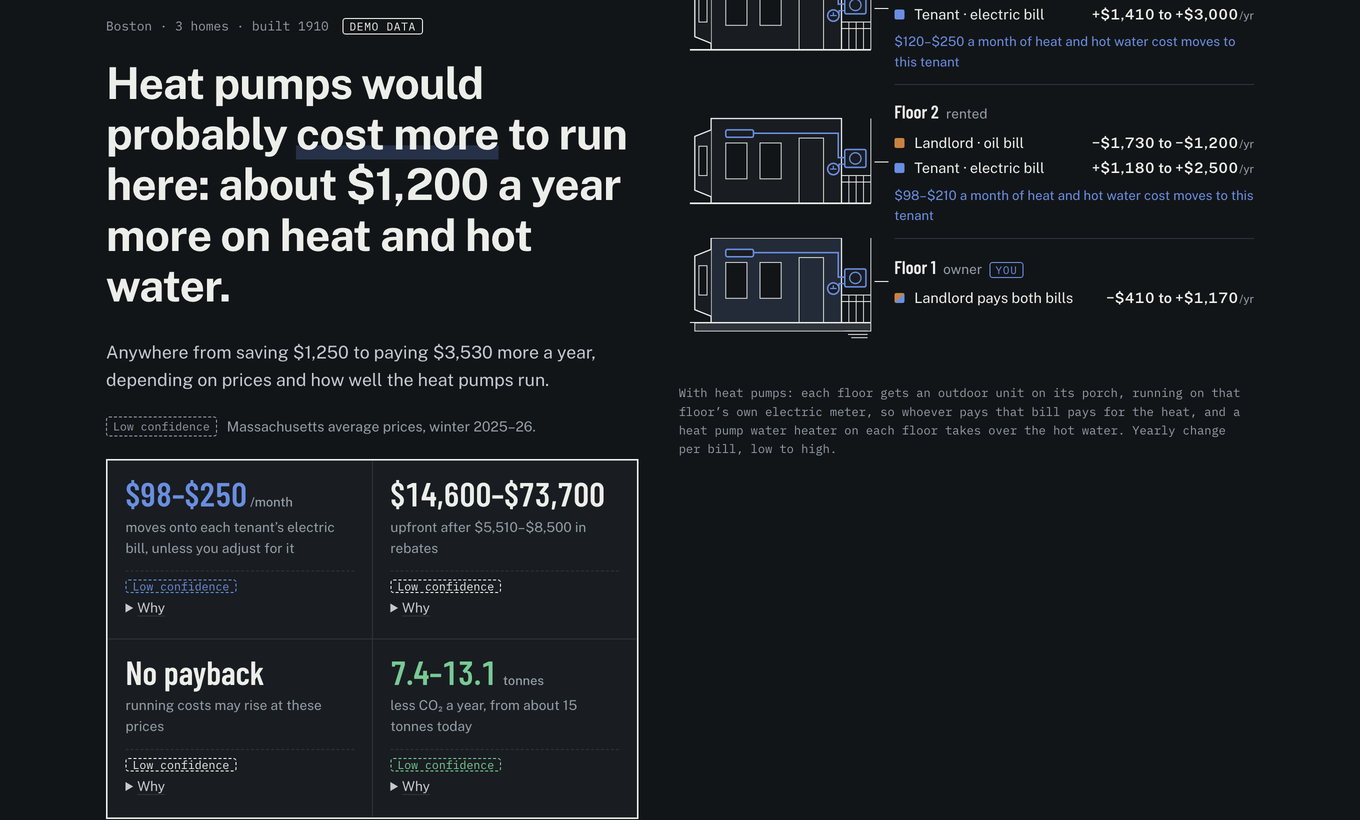 Boston · 3 homes · built 1910 DEMO DATA
Heat pumps would
probably cost more to run
here: about $1,200 a year
more on heat and hot
water.
Anywhere from saving $1,250 to paying $3,530 more a year,
depending on prices and how well the heat pumps run.
Low confidence Massachusetts average prices, winter 2025–26.
$98–$250 /month
moves onto each tenant’s electric
bill, unless you adjust for it
Low confidence
Why
$14,600–$73,700
upfront after $5,510–$8,500 in
rebates
Low confidence
Why
No payback
running costs may rise at these
prices
Low confidence
Why
7.4–13.1 tonnes
less CO₂ a year, from about 15
tonnes today
Low confidence
Why
Tenant · electric bill +$1,410 to +$3,000/yr
$120–$250 a month of heat and hot water cost moves to
this tenant
Floor 2 rented
Landlord · oil bill −$1,730 to −$1,200/yr
Tenant · electric bill +$1,180 to +$2,500/yr
$98–$210 a month of heat and hot water cost moves to this
tenant
Floor 1 owner YOU
Landlord pays both bills −$410 to +$1,170/yr
With heat pumps: each floor gets an outdoor unit on its porch, running on that
floor’s own electric meter, so whoever pays that bill pays for the heat, and a
heat pump water heater on each floor takes over the hot water. Yearly change
per bill, low to high.